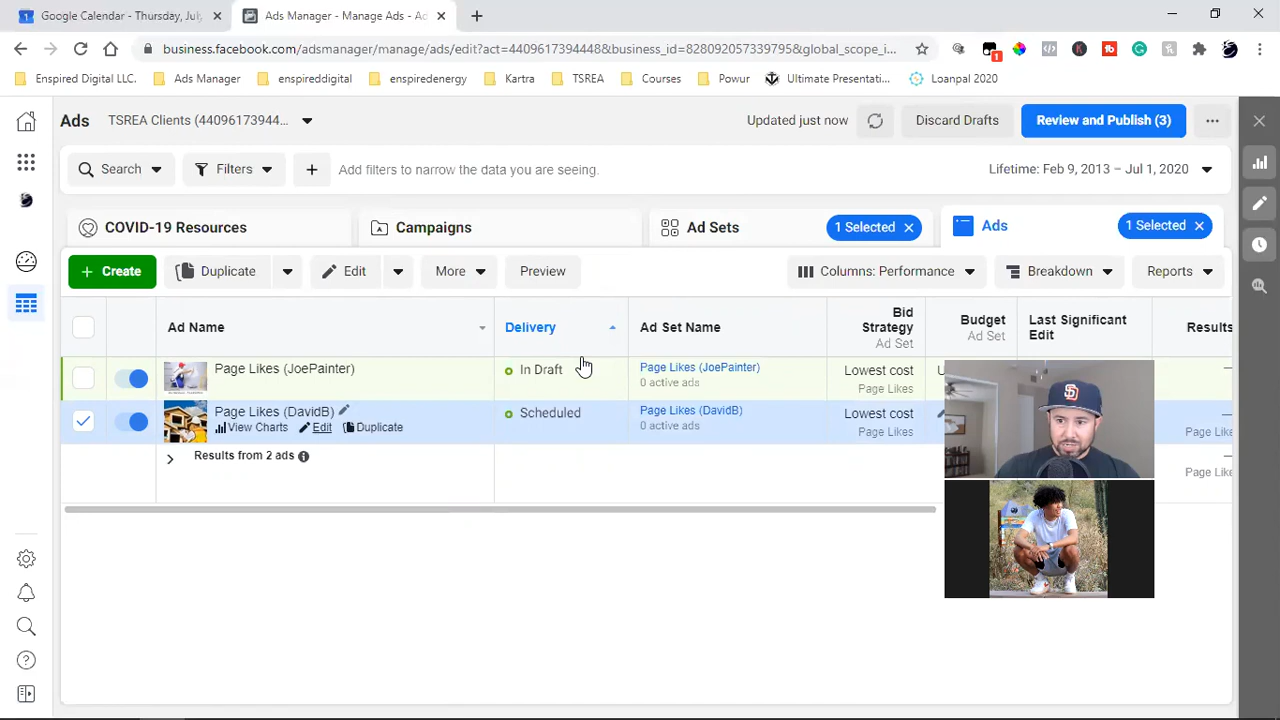 Google Calendar - Thursday, July
Ads Manager - Manage Ads - Ad
business.facebook.com/adsmanager/manage/ads/edit?act=4409617394448&business_id=828092057339795&global_scope_i...
1
Enspired Digital LLC.
Ads Manager
enspireddigital
enspiredenergy
Kartra
TSREA
Courses
Powur
Ultimate Presentati...
Loanpal 2020
Ads
TSREA Clients (44096173944...
Updated just now
Discard Drafts
Review and Publish (3)
Search
Filters
Add filters to narrow the data you are seeing.
Lifetime: Feb 9, 2013 – Jul 1, 2020
COVID-19 Resources
Campaigns
Ad Sets
1 Selected
Ads
1 Selected
Create
Duplicate
Edit
More
Preview
Columns: Performance
Breakdown
Reports
Ad Name
Delivery
Ad Set Name
Bid Strategy
Ad Set
Budget
Ad Set
Last Significant Edit
Results
Page Likes (JoePainter)
In Draft
Page Likes (JoePainter)
0 active ads
Lowest cost
Page Likes
Page Likes (DavidB)
View Charts
Edit
Duplicate
Scheduled
Page Likes (DavidB)
0 active ads
Lowest cost
Page Likes
Page Like
Results from 2 ads
Page Like